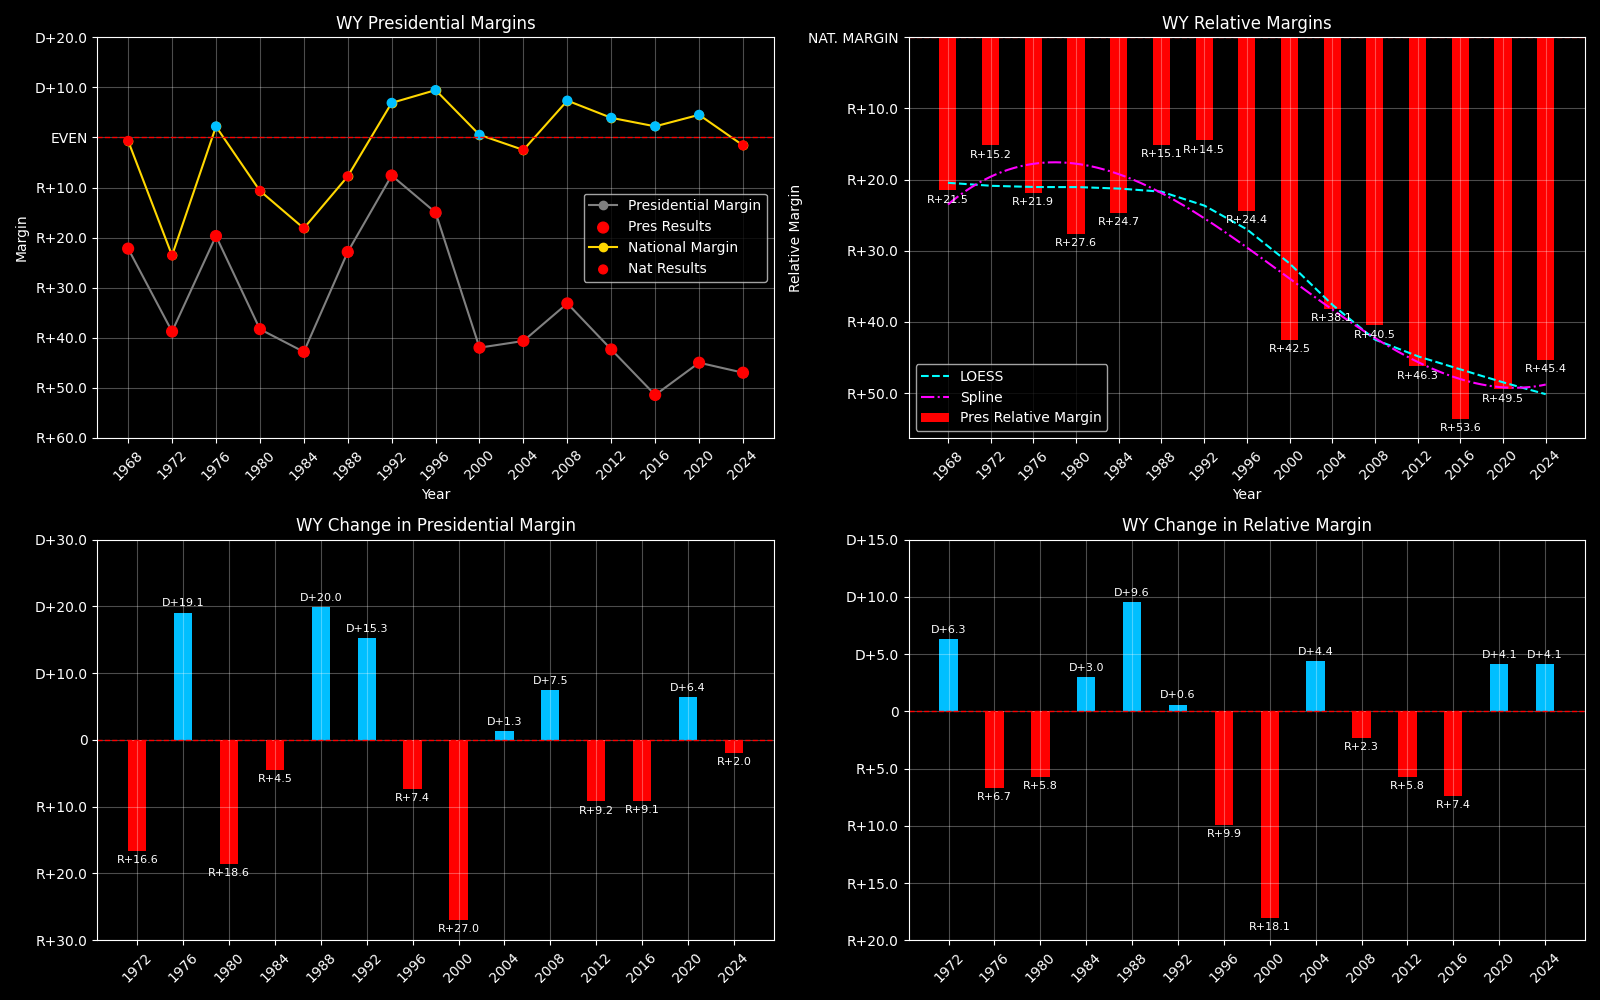 WY Presidential Margins
D+20.0
D+10.0
EVEN
R+10.0
R+20.0
R+30.0
R+40.0
R+50.0
R+60.0
Margin
Presidential Margin
Pres Results
National Margin
Nat Results
1968 1972 1976 1980 1984 1988 1992 1996 2000 2004 2008 2012 2016 2020 2024
Year
WY Relative Margins
NAT. MARGIN
R+10.0
R+20.0
R+30.0
R+40.0
R+50.0
Relative Margin
R+21.5 R+15.2 R+21.9 R+27.6 R+24.7 R+15.1 R+14.5 R+24.4 R+42.5 R+38.1 R+40.5 R+46.3 R+53.6 R+49.5 R+45.4
LOESS
Spline
Pres Relative Margin
1968 1972 1976 1980 1984 1988 1992 1996 2000 2004 2008 2012 2016 2020 2024
Year
WY Change in Presidential Margin
D+30.0
D+20.0
D+10.0
0
R+10.0
R+20.0
R+30.0
R+16.6 D+19.1 R+18.6 R+4.5 D+20.0 D+15.3 R+7.4 R+27.0 D+1.3 D+7.5 R+9.2 R+9.1 D+6.4 R+2.0
1972 1976 1980 1984 1988 1992 1996 2000 2004 2008 2012 2016 2020 2024
WY Change in Relative Margin
D+15.0
D+10.0
D+5.0
0
R+5.0
R+10.0
R+15.0
R+20.0
D+6.3 R+6.7 R+5.8 D+3.0 D+9.6 D+0.6 R+9.9 R+18.1 D+4.4 R+2.3 R+5.8 R+7.4 D+4.1 D+4.1
1972 1976 1980 1984 1988 1992 1996 2000 2004 2008 2012 2016 2020 2024